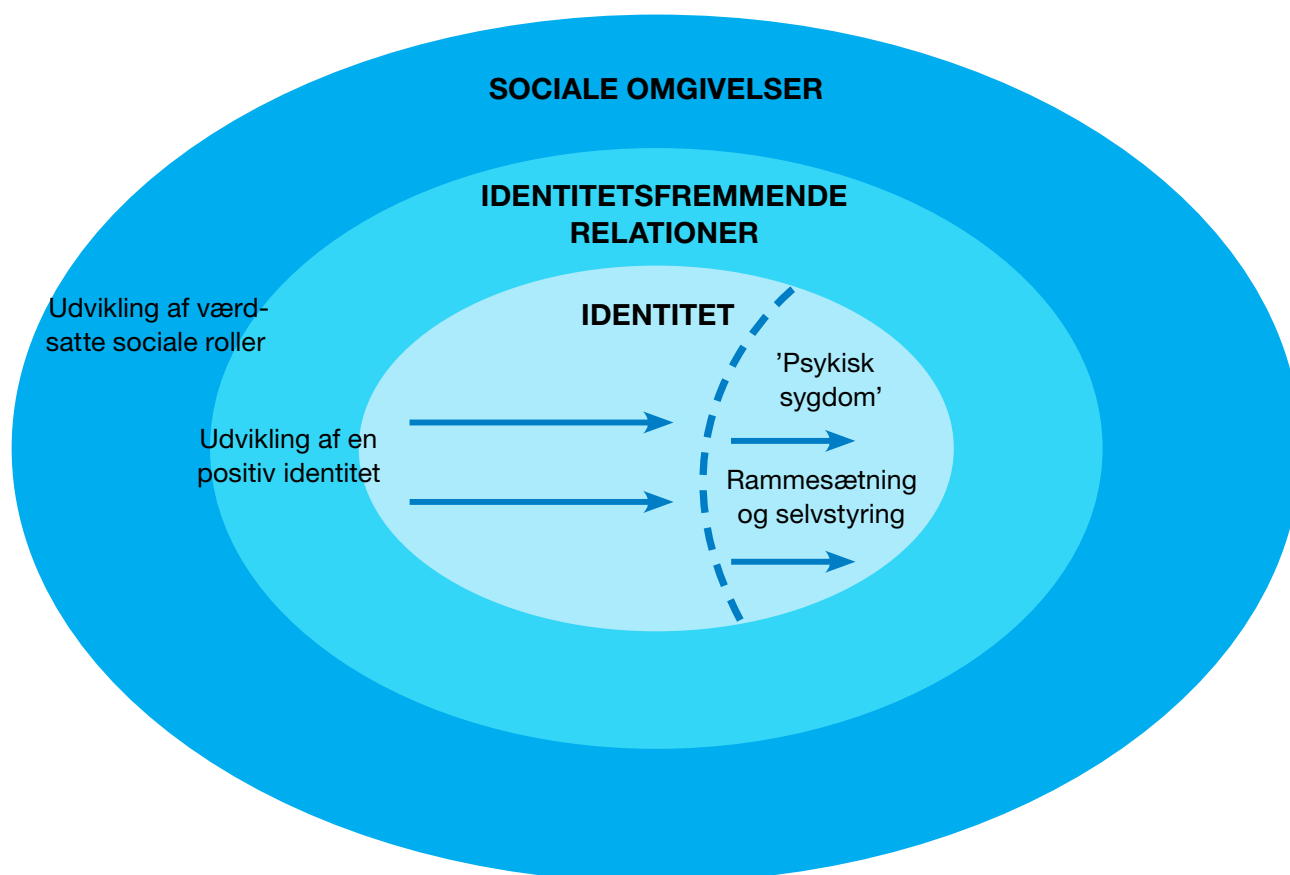 SOCIALE OMGIVELSER
IDENTITETSFREMMENDE
RELATIONER
IDENTITET
Udvikling af værd-
satte sociale roller
Udvikling af en
positiv identitet
’Psykisk
sygdom’
Rammesætning
og selvstyring